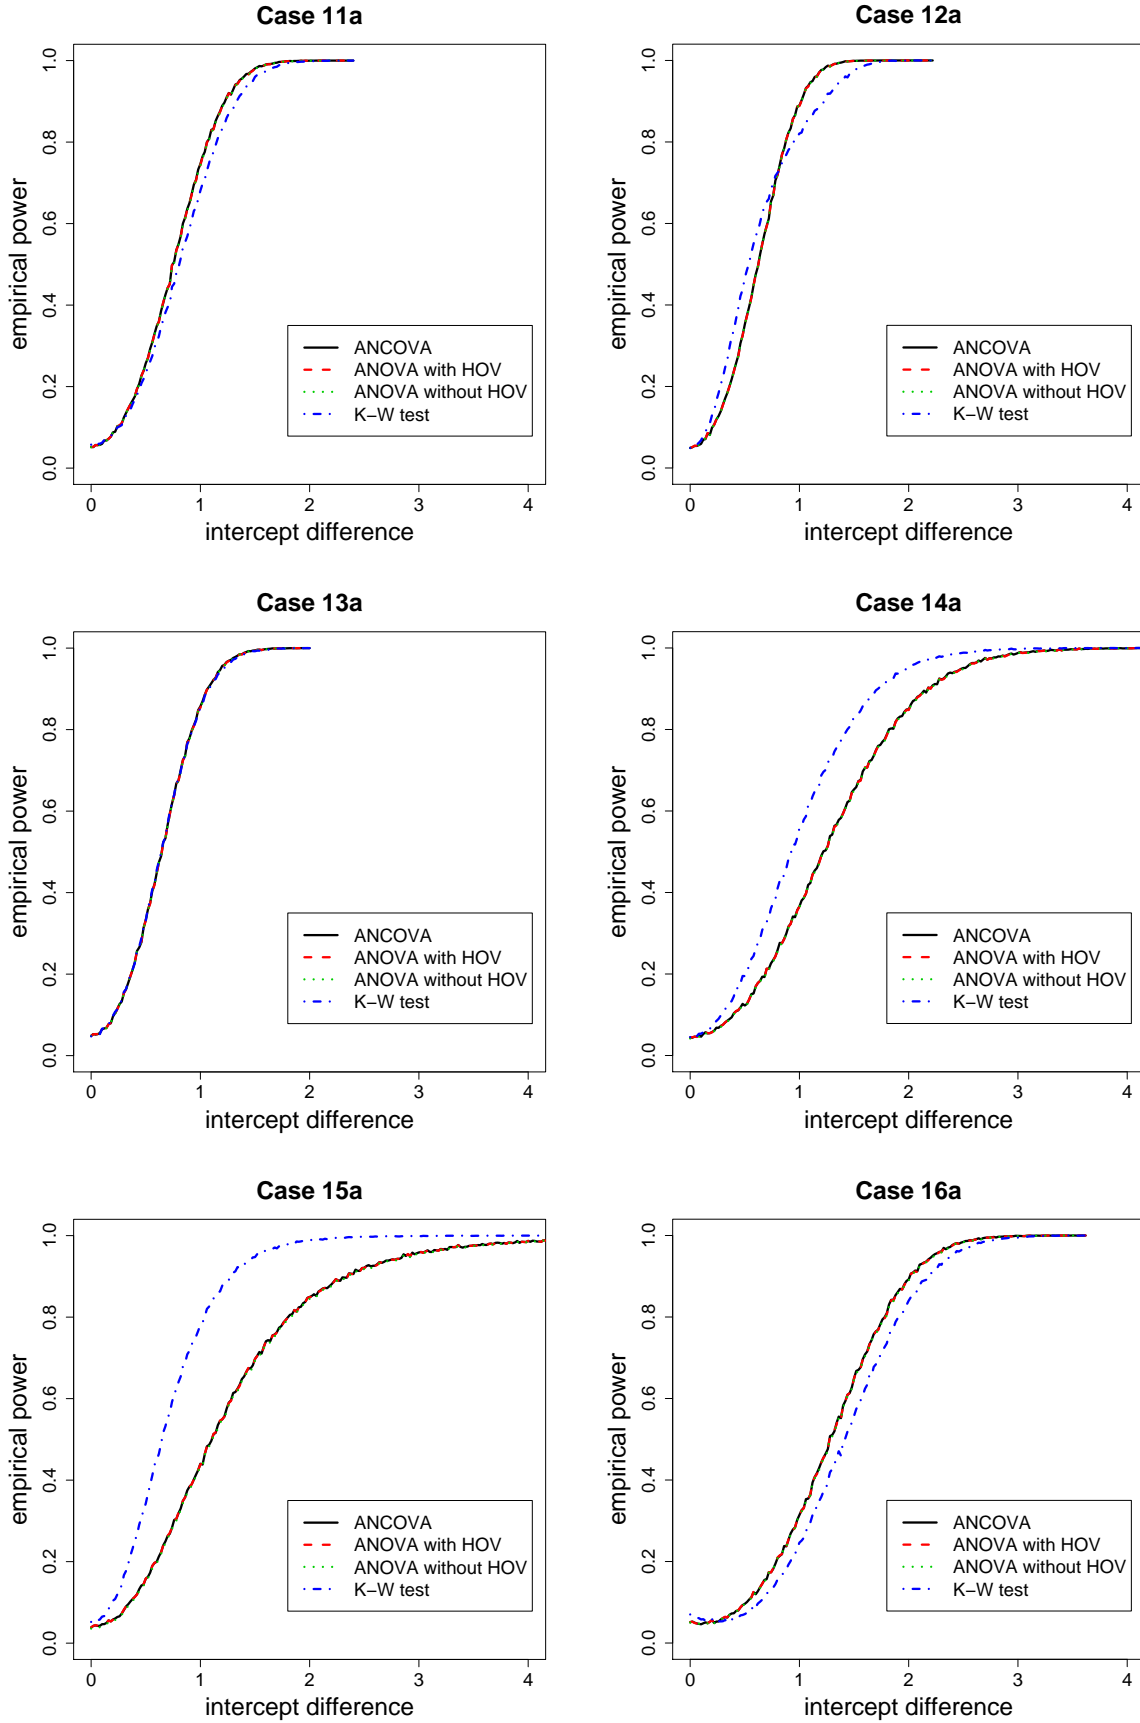 Case 11a
empirical power
0.0 0.2 0.4 0.6 0.8 1.0
ANCOVA
ANOVA with HOV
ANOVA without HOV
K−W test
0 1 2 3 4
intercept difference
Case 12a
empirical power
0.0 0.2 0.4 0.6 0.8 1.0
ANCOVA
ANOVA with HOV
ANOVA without HOV
K−W test
0 1 2 3 4
intercept difference
Case 13a
empirical power
0.0 0.2 0.4 0.6 0.8 1.0
ANCOVA
ANOVA with HOV
ANOVA without HOV
K−W test
0 1 2 3 4
intercept difference
Case 14a
empirical power
0.0 0.2 0.4 0.6 0.8 1.0
ANCOVA
ANOVA with HOV
ANOVA without HOV
K−W test
0 1 2 3 4
intercept difference
Case 15a
empirical power
0.0 0.2 0.4 0.6 0.8 1.0
ANCOVA
ANOVA with HOV
ANOVA without HOV
K−W test
0 1 2 3 4
intercept difference
Case 16a
empirical power
0.0 0.2 0.4 0.6 0.8 1.0
ANCOVA
ANOVA with HOV
ANOVA without HOV
K−W test
0 1 2 3 4
intercept difference